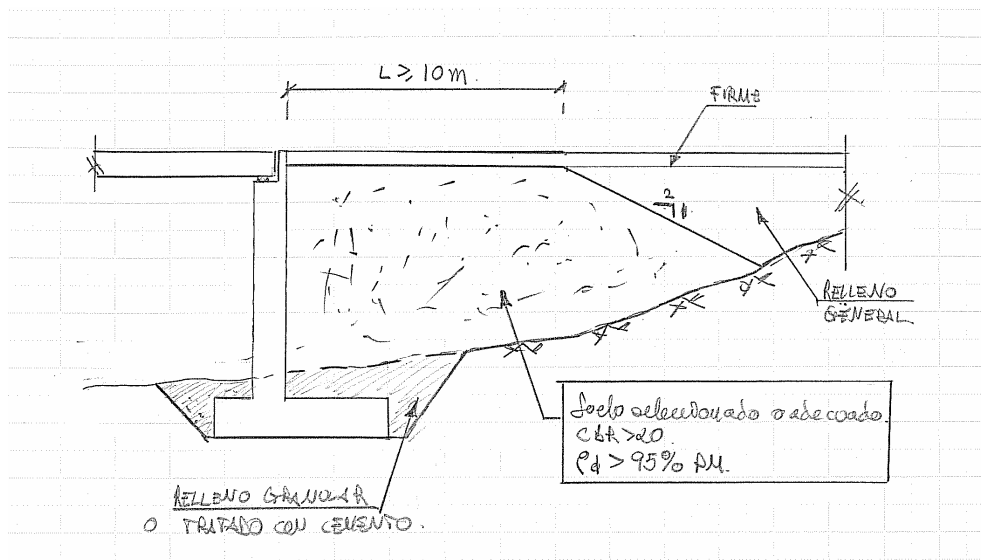 L ≥ 10 m.
FIRME
2
1
RELLENO
GENERAL
Suelo seleccionado o adecuado.
CBR >20.
ρd > 95% PM.
RELLENO GRANULAR
O TRATADO CON CEMENTO.